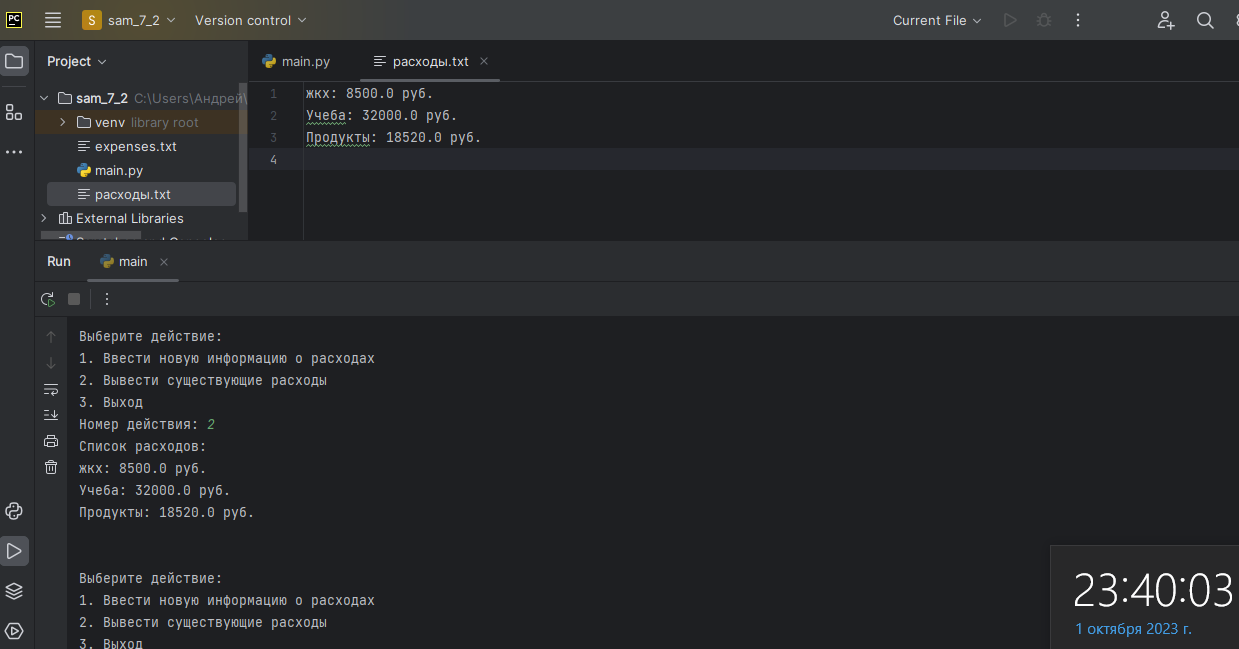 PC
S sam_7_2 Version control Current File
Project
main.py расходы.txt
sam_7_2 C:\Users\Андрей\
venv library root
expenses.txt
main.py
расходы.txt
External Libraries
1 жкх: 8500.0 руб.
2 Учеба: 32000.0 руб.
3 Продукты: 18520.0 руб.
4
Run main
Выберите действие:
1. Ввести новую информацию о расходах
2. Вывести существующие расходы
3. Выход
Номер действия: 2
Список расходов:
жкх: 8500.0 руб.
Учеба: 32000.0 руб.
Продукты: 18520.0 руб.
Выберите действие:
1. Ввести новую информацию о расходах
2. Вывести существующие расходы
3. Выход
23:40:03
1 октября 2023 г.